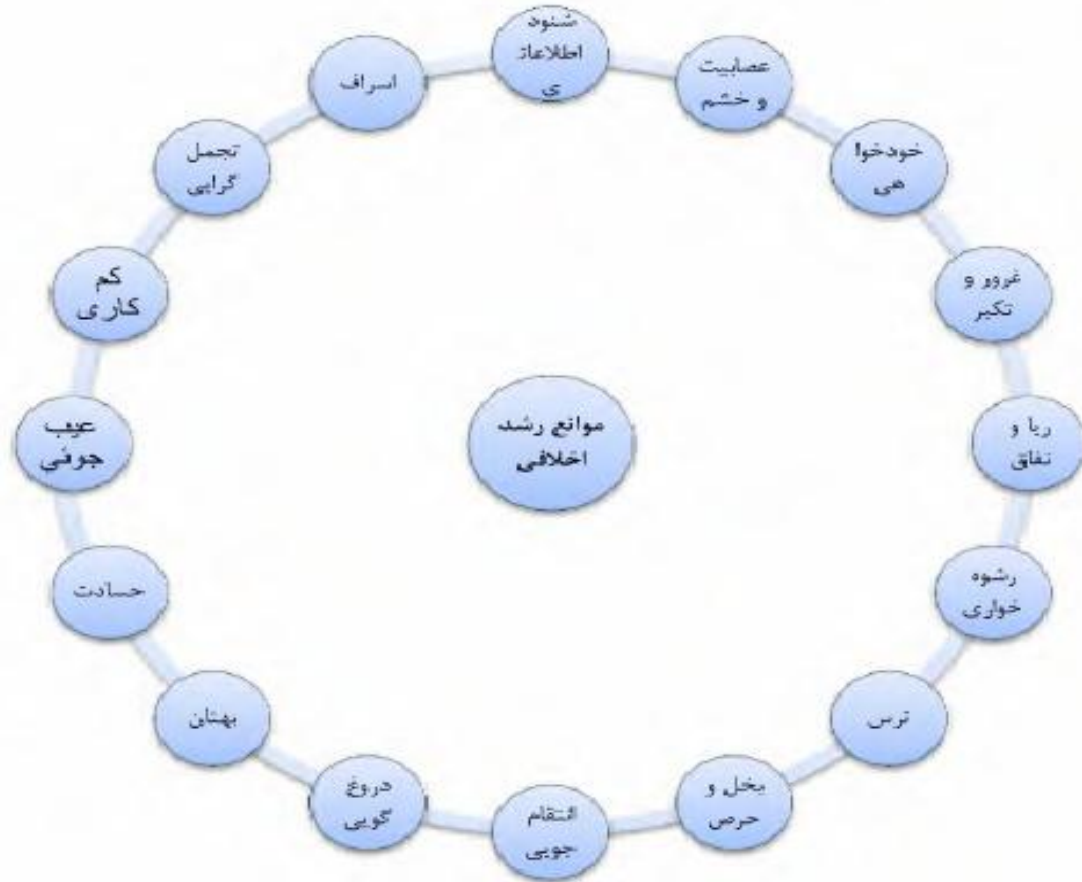 شنود
اطلاعات
ی
عصابیت
و خشم
خودخوا
هی
غرور و
تکبر
ریا و
نفاق
رشوه
خواری
ترس
بخل و
حرص
انتقام
جویی
دروغ
گویی
بهتان
حسادت
عیب
جوئی
کم
کاری
تجمل
گرایی
اسراف
موانع رشد
اخلاقی